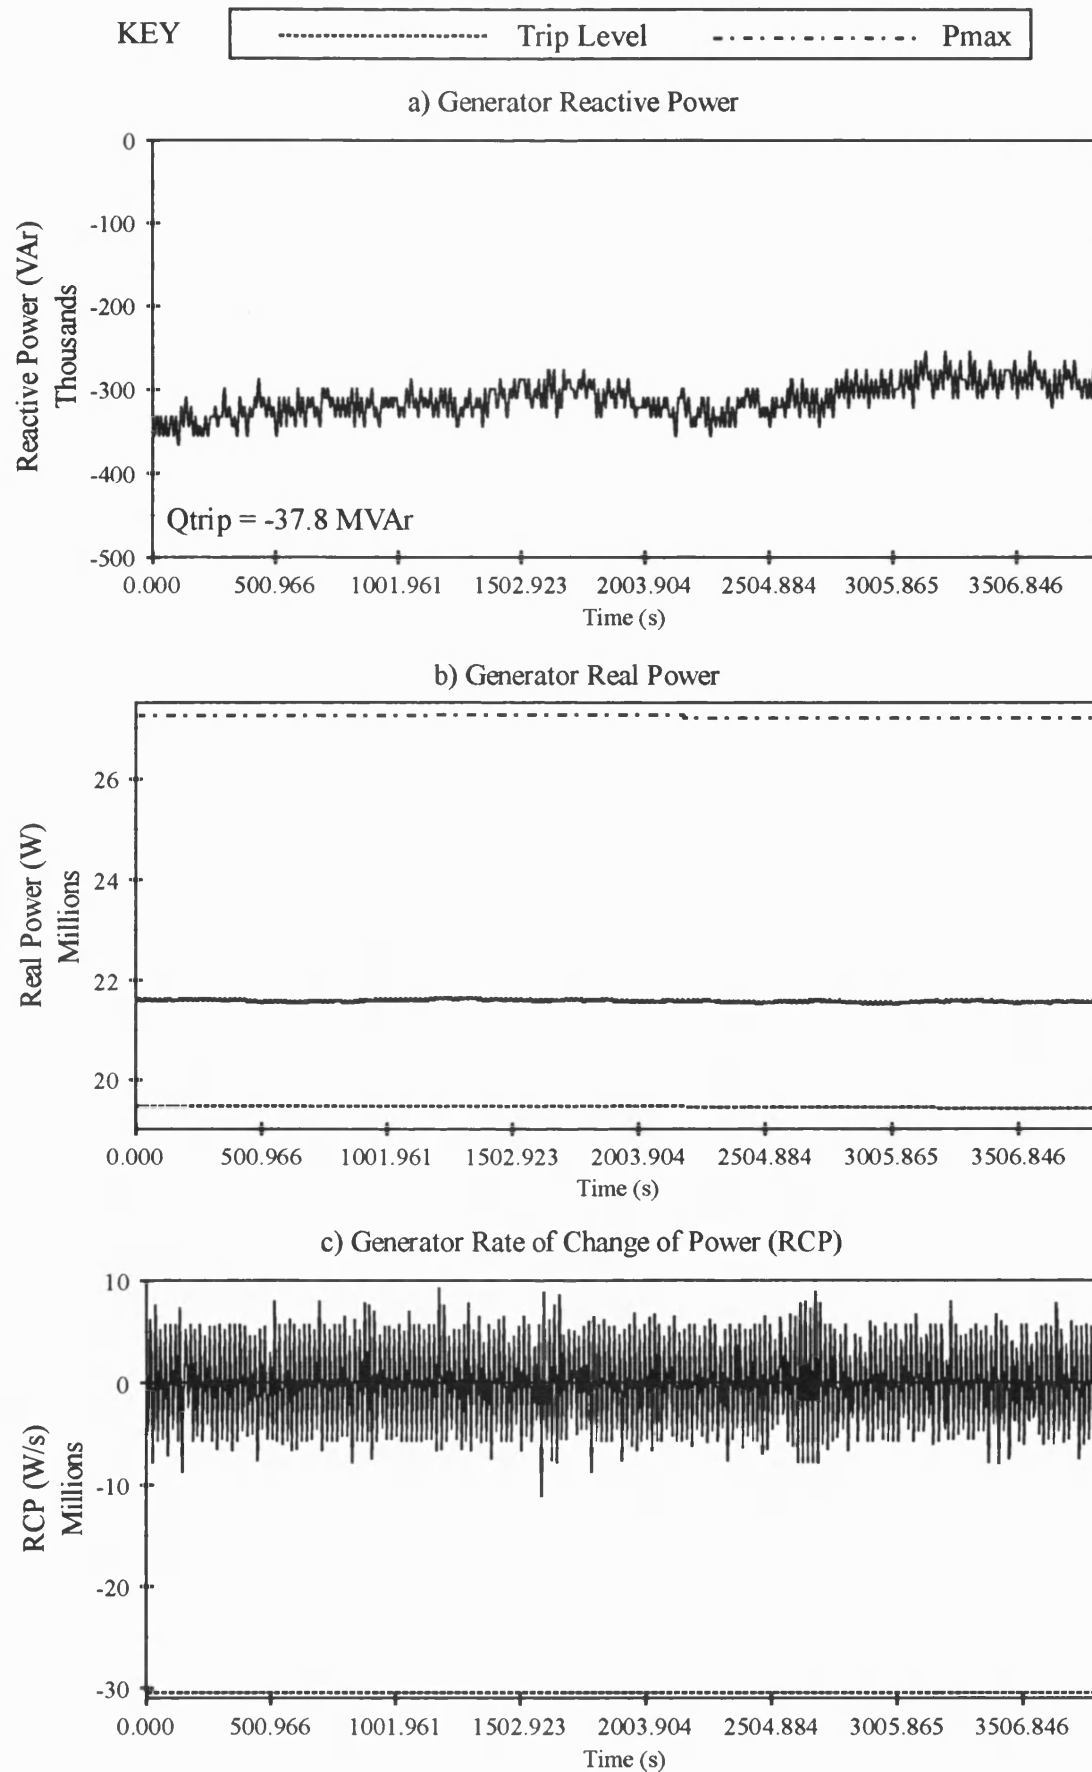 KEY
Trip Level
Pmax
a) Generator Reactive Power
0
-100
-200
-300
-400
-500
Reactive Power (VAr)
Thousands
Qtrip = -37.8 MVAr
0.000 500.966 1001.961 1502.923 2003.904 2504.884 3005.865 3506.846
Time (s)
b) Generator Real Power
26
24
22
20
Real Power (W)
Millions
0.000 500.966 1001.961 1502.923 2003.904 2504.884 3005.865 3506.846
Time (s)
c) Generator Rate of Change of Power (RCP)
10
0
-10
-20
-30
RCP (W/s)
Millions
0.000 500.966 1001.961 1502.923 2003.904 2504.884 3005.865 3506.846
Time (s)